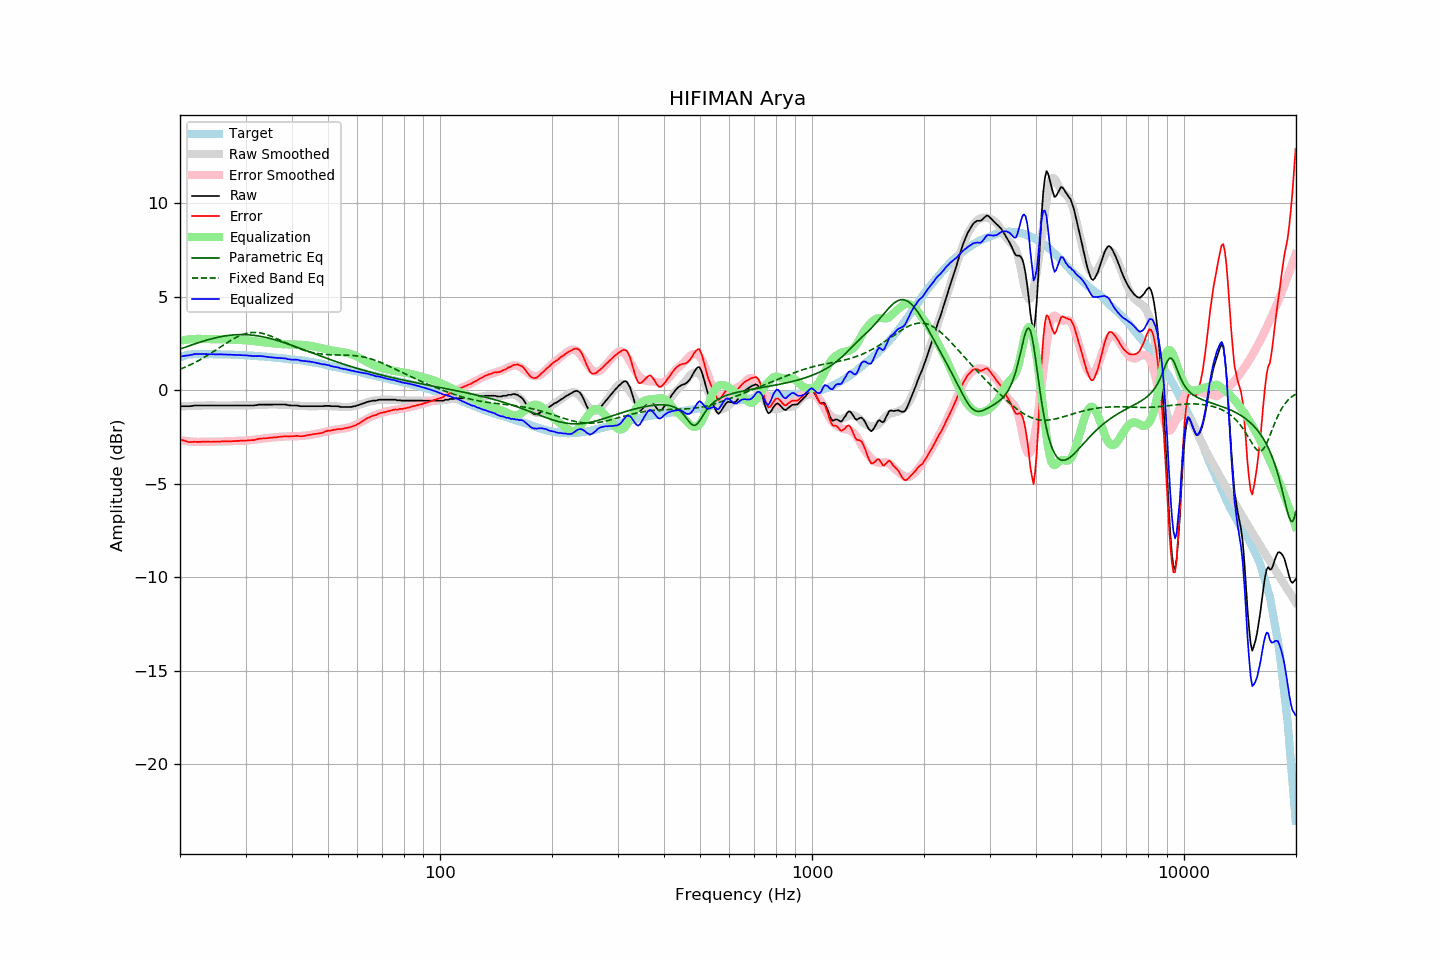 HIFIMAN Arya
Target
Raw Smoothed
Error Smoothed
Raw
Error
Equalization
Parametric Eq
Fixed Band Eq
Equalized
10
5
0
−5
−10
−15
−20
Amplitude (dBr)
100
1000
10000
Frequency (Hz)